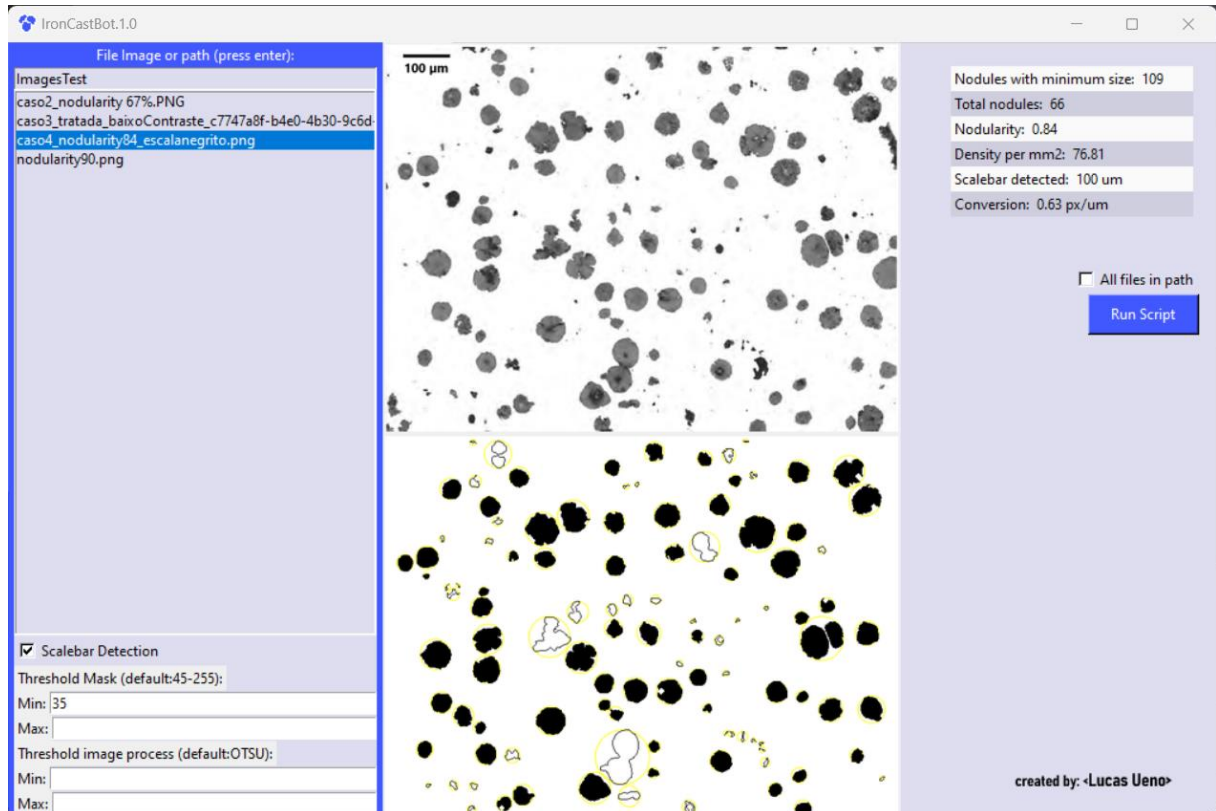 IronCastBot.1.0
File Image or path (press enter):
ImagesTest
caso2_nodularity 67%.PNG
caso3_tratada_baixoContraste_c7747a8f-b4e0-4b30-9c6d-
caso4_nodularity84_escalanegrito.png
nodularity90.png
Scalebar Detection
Threshold Mask (default:45-255):
Min: 35
Max:
Threshold image process (default:OTSU):
Min:
Max:
100 µm
Nodules with minimum size: 109
Total nodules: 66
Nodularity: 0.84
Density per mm2: 76.81
Scalebar detected: 100 um
Conversion: 0.63 px/um
All files in path
Run Script
created by: <Lucas Ueno>